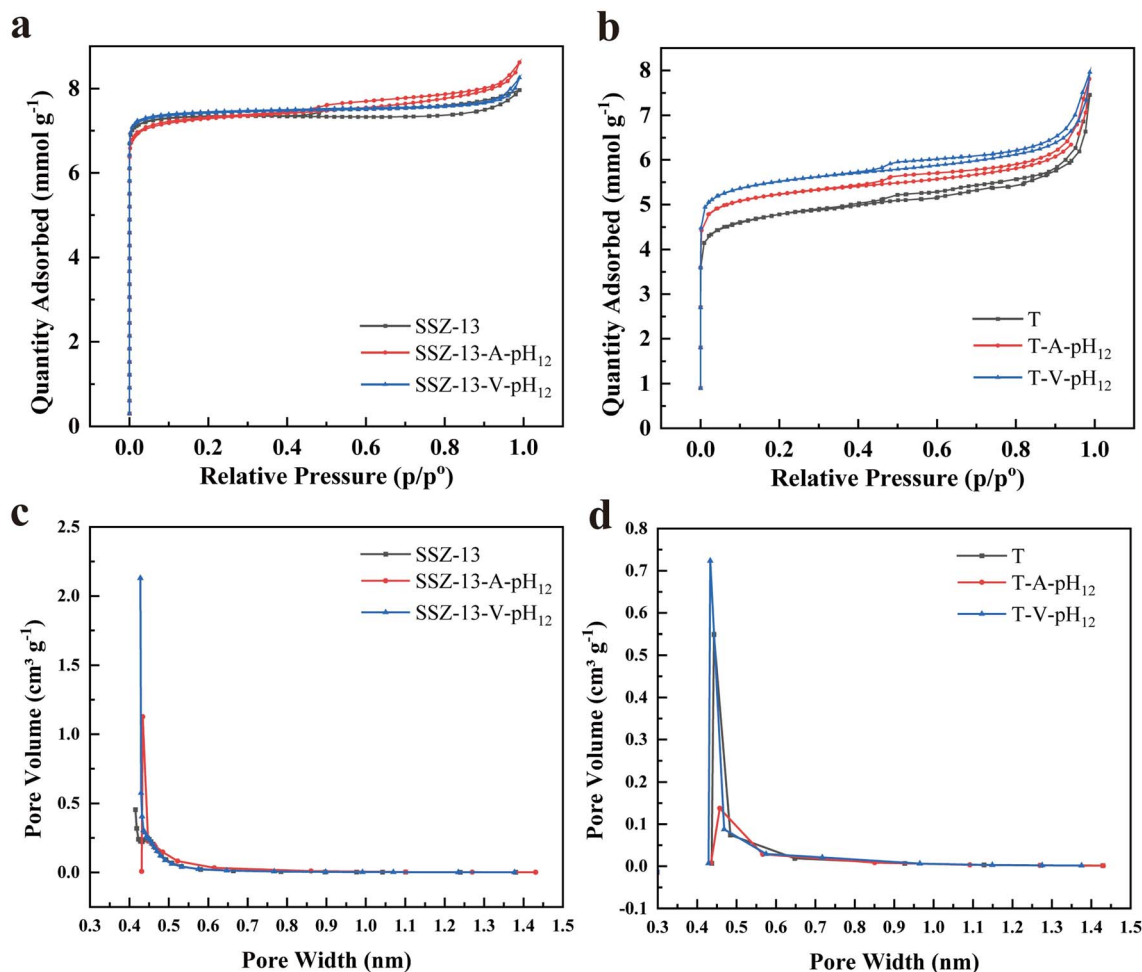 a
Quantity Adsorbed (mmol g⁻¹)
8
6
4
2
0
0.0 0.2 0.4 0.6 0.8 1.0
Relative Pressure (p/p°)
SSZ-13
SSZ-13-A-pH₁₂
SSZ-13-V-pH₁₂
b
Quantity Adsorbed (mmol g⁻¹)
8
7
6
5
4
3
2
1
0
0.0 0.2 0.4 0.6 0.8 1.0
Relative Pressure (p/p°)
T
T-A-pH₁₂
T-V-pH₁₂
c
Pore Volume (cm³ g⁻¹)
2.5
2.0
1.5
1.0
0.5
0.0
0.3 0.4 0.5 0.6 0.7 0.8 0.9 1.0 1.1 1.2 1.3 1.4 1.5
Pore Width (nm)
SSZ-13
SSZ-13-A-pH₁₂
SSZ-13-V-pH₁₂
d
Pore Volume (cm³ g⁻¹)
0.8
0.7
0.6
0.5
0.4
0.3
0.2
0.1
0.0
-0.1
0.3 0.4 0.5 0.6 0.7 0.8 0.9 1.0 1.1 1.2 1.3 1.4 1.5
Pore Width (nm)
T
T-A-pH₁₂
T-V-pH₁₂